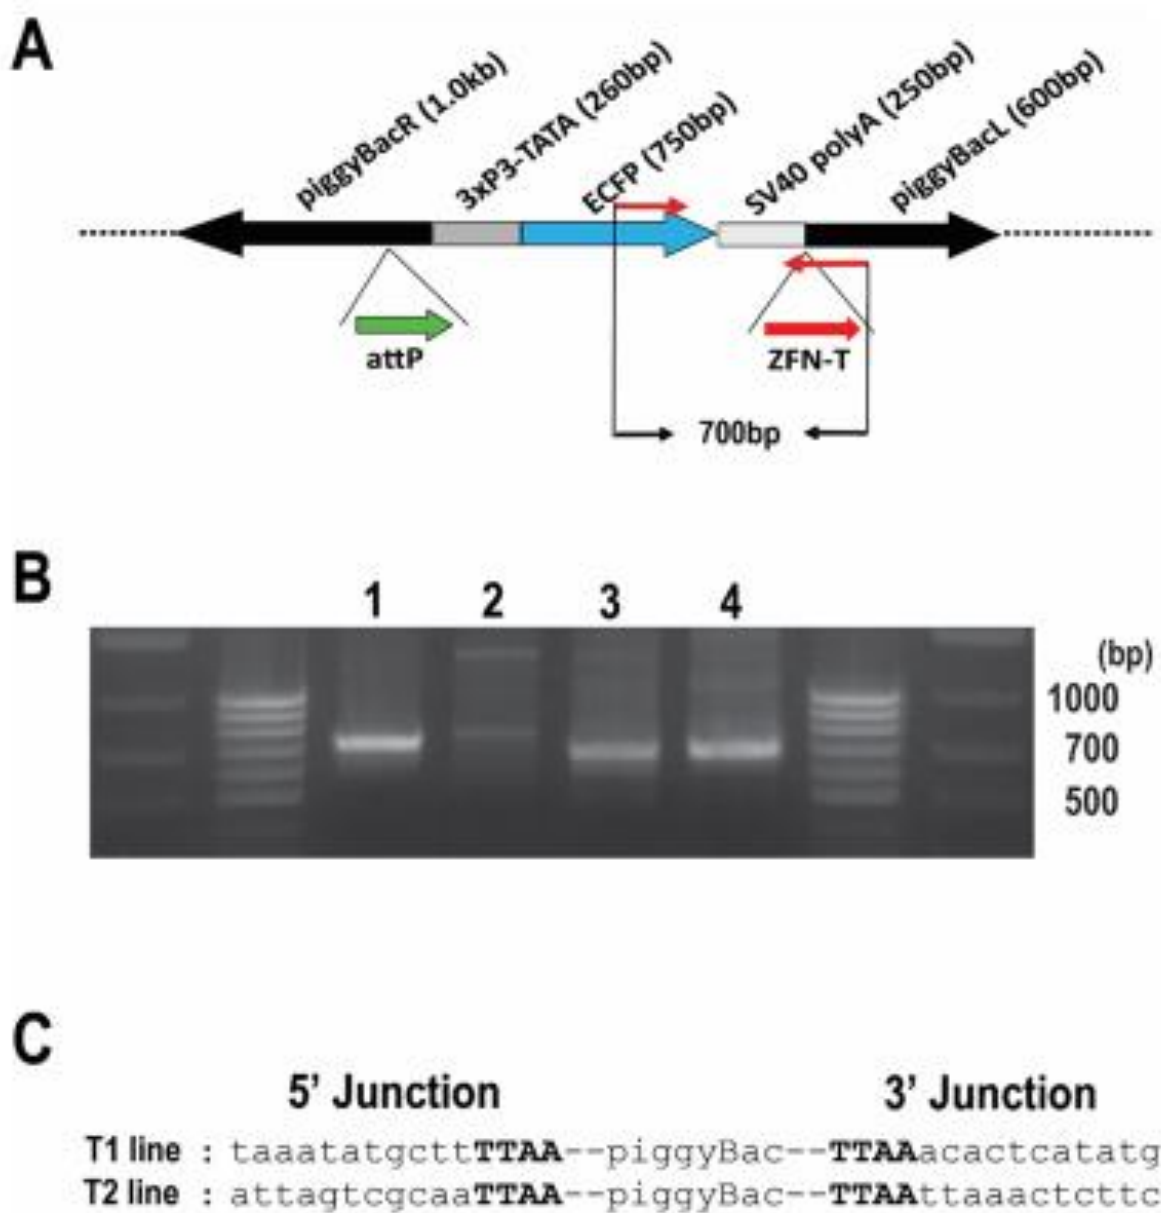 A
piggyBacR (1.0kb)
3xP3-TATA (260bp)
ECFP (750bp)
SV40 polyA (250bp)
piggyBacL (600bp)
attP
ZFN-T
700bp
B
1 2 3 4
(bp)
1000
700
500
C
5’ Junction 3’ Junction
T1 line : taaatatgcttTTAA--piggyBac--TTAAacactcatatg
T2 line : attagtcgcaaTTAA--piggyBac--TTAAttaaactcttc